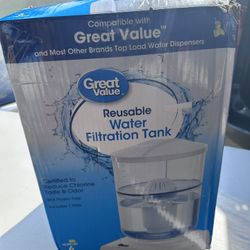 Compatible with
Great Value™
and Most Other Brands Top Load Water Dispensers
Great
Value
Reusable
Water
Filtration Tank
Certified to
Reduce Chlorine
Taste & Odor